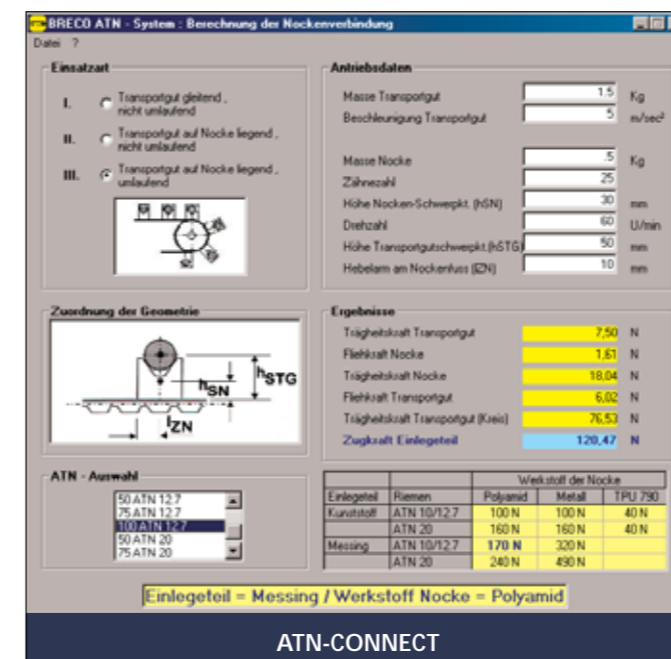 BRECO ATN - System : Berechnung der Nockenverbindung
Datei ?
Einsatzart
I. Transportgut gleitend ,
nicht umlaufend
II. Transportgut auf Nocke liegend ,
nicht umlaufend
III. Transportgut auf Nocke liegend ,
umlaufend
Antriebsdaten
Masse Transportgut 1.5 Kg
Beschleunigung Transportgut 5 m/sec²
Masse Nocke .5 Kg
Zähnezahl 25
Höhe Nocken-Schwerpkt. (hSN) 30 mm
Drehzahl 60 U/min
Höhe Transportgutschwerpkt.(hSTG) 50 mm
Hebelarm am Nockenfuss (lZN) 10 mm
Zuordnung der Geometrie
hSN
hSTG
lZN
Ergebnisse
Trägheitskraft Transportgut 7,50 N
Fliehkraft Nocke 1,61 N
Trägheitskraft Nocke 18,04 N
Fliehkraft Transportgut 6,02 N
Trägheitskraft Transportgut (Kreis) 76,53 N
Zugkraft Einlegeteil 120,47 N
ATN - Auswahl
50 ATN 12.7
75 ATN 12.7
100 ATN 12.7
50 ATN 20
75 ATN 20
Werkstoff der Nocke
Einlegeteil Riemen Polyamid Metall TPU 790
Kunststoff ATN 10/12.7 100 N 100 N 40 N
ATN 20 160 N 160 N 40 N
Messing ATN 10/12.7 170 N 320 N
ATN 20 240 N 490 N
Einlegeteil = Messing / Werkstoff Nocke = Polyamid
ATN-CONNECT